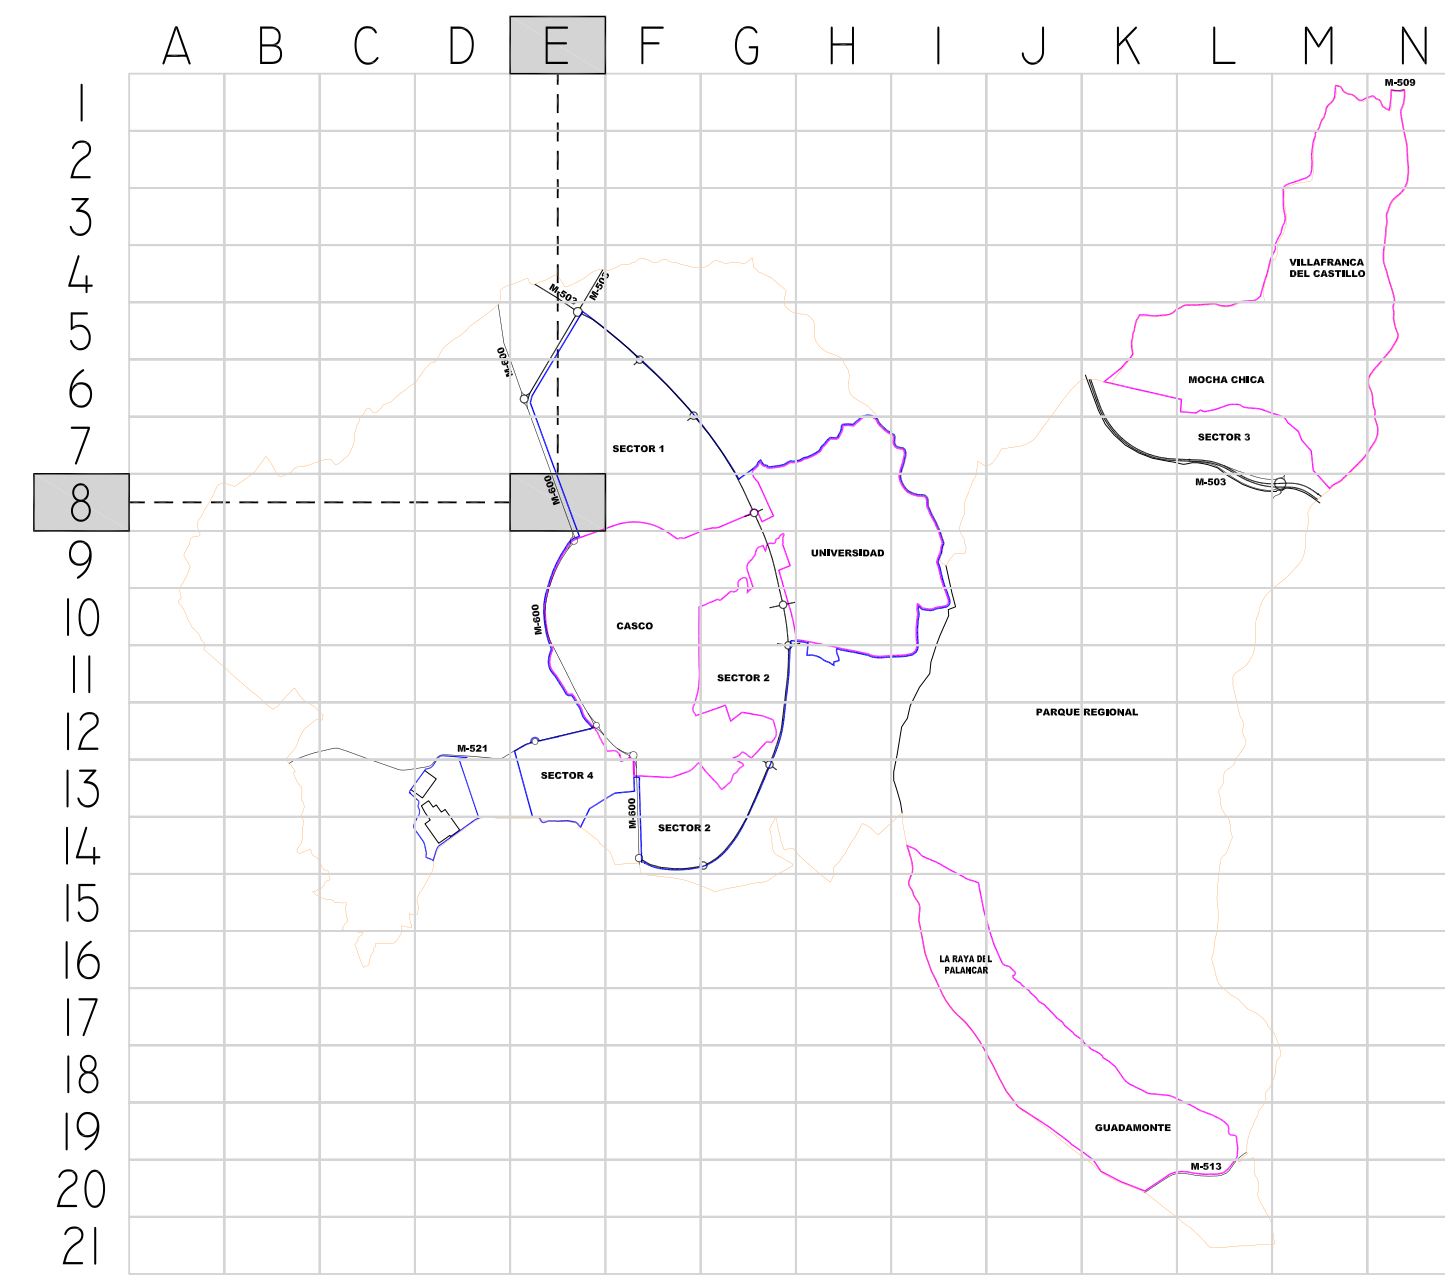 A B C D E F G H I J K L M N
1
M-509
2
3
4
VILLAFRANCA
DEL CASTILLO
M-503
5
M-600
6
MOCHA CHICA
7
SECTOR 1
SECTOR 3
8
M-600
M-503
9
UNIVERSIDAD
10
M-600
CASCO
11
SECTOR 2
12
PARQUE REGIONAL
M-521
13
SECTOR 4
M-600
14
SECTOR 2
15
16
LA RAYA DEL
PALANCAR
17
18
19
GUADAMONTE
20
M-513
21